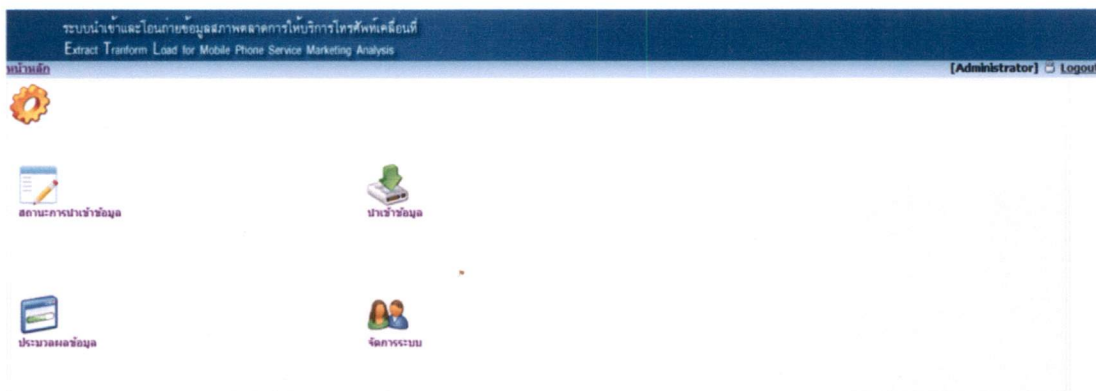 ระบบนำเข้าและโอนถ่ายข้อมูลสภาพตลาดการให้บริการโทรศัพท์เคลื่อนที่
Extract Tranform Load for Mobile Phone Service Marketing Analysis
หน้าหลัก [Administrator] Logout
สถานะการนำเข้าข้อมูล นำเข้าข้อมูล
ประมวลผลข้อมูล จัดการระบบ